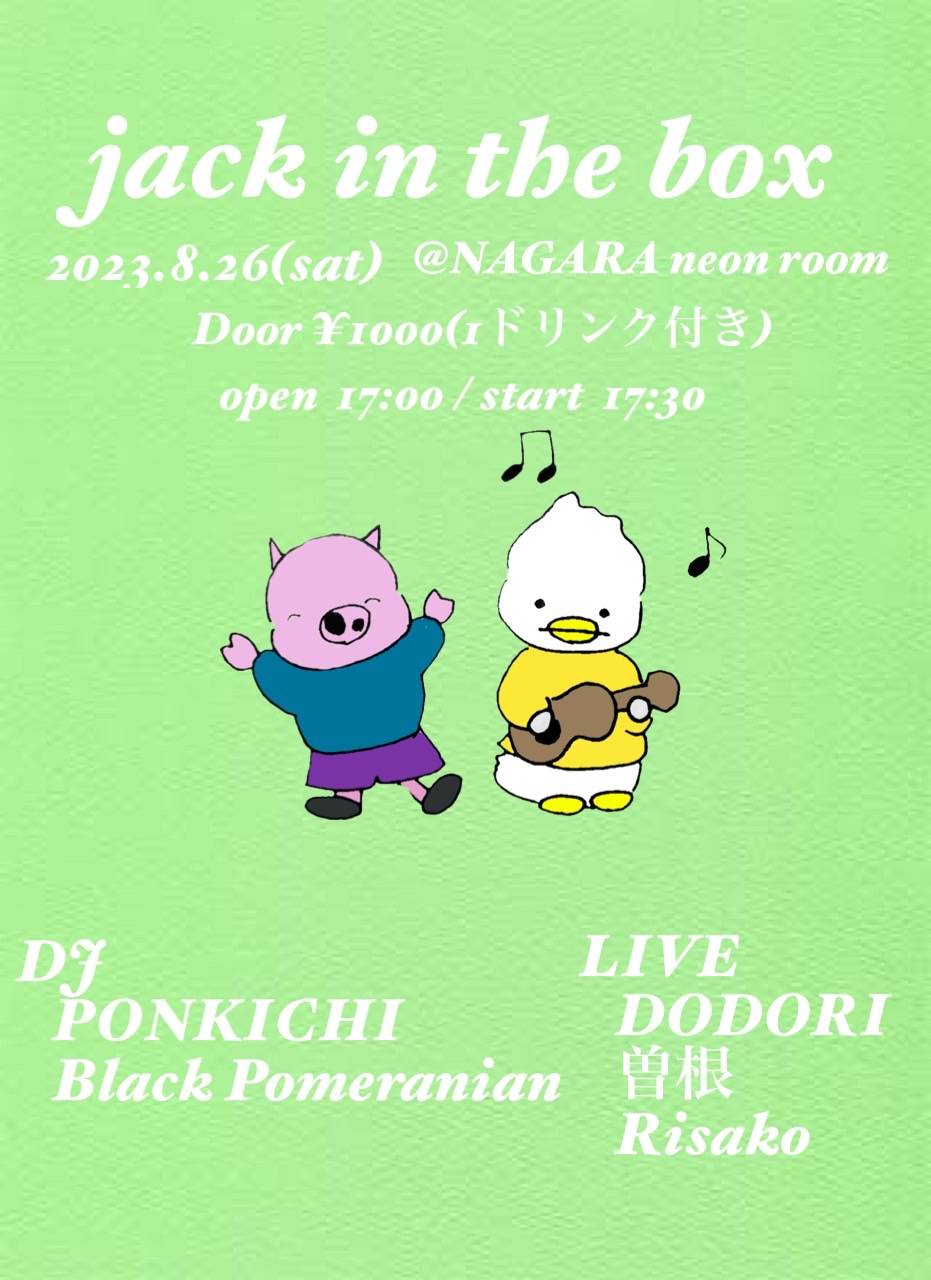 jack in the box
2023.8.26(sat) @NAGARA neon room
Door ¥1000(1ドリンク付き)
open 17:00 / start 17:30
DJ
PONKICHI
Black Pomeranian
LIVE
DODORI
曽根
Risako